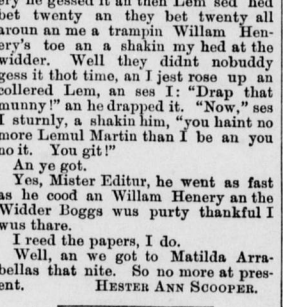 ery he gessed it an then Lem sed hed
bet twenty an they bet twenty all
aroun an me a trampin Willam Hen-
ery's toe an a shakin my hed at the
widder. Well they didnt nobuddy
gess it thot time, an I jest rose up an
collered Lem, an ses I: "Drap that
munny!" an he drapped it. "Now," ses
I sturnly, a shakin him, "you haint no
more Lemul Martin than I be an you
no it. You git!"
An ye got.
Yes, Mister Editur, he went as fast
as he cood an Willam Henery an the
Widder Boggs wus purty thankful I
wus thare.
I reed the papers, I do.
Well, an we got to Matilda Arra-
bellas that nite. So no more at pres-
ent. HESTER ANN SCOOPER.